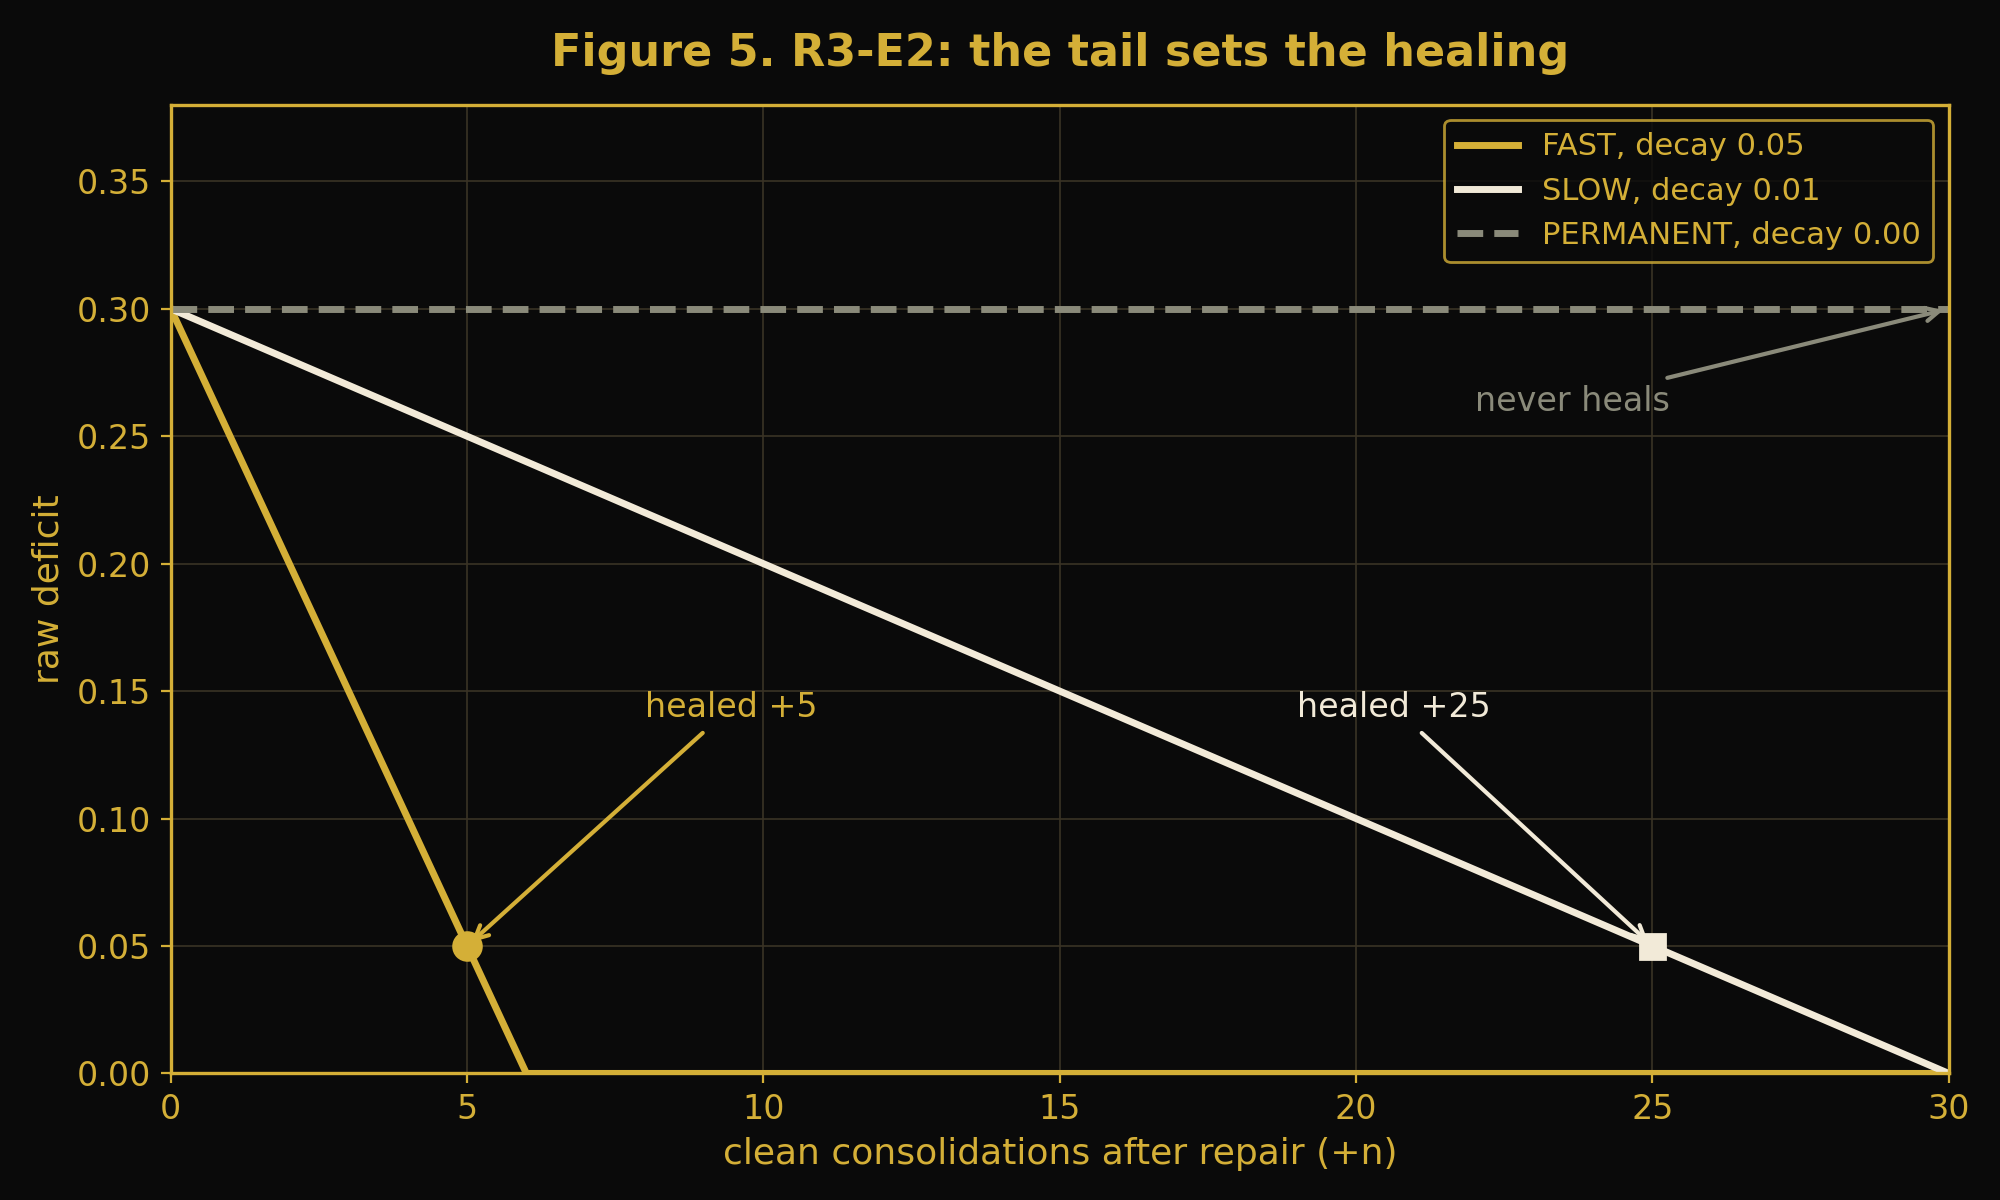 Figure 5. R3-E2: the tail sets the healing
FAST, decay 0.05
SLOW, decay 0.01
PERMANENT, decay 0.00
0.35
0.30
0.25
0.20
0.15
0.10
0.05
0.00
raw deficit
never heals
healed +5
healed +25
0 5 10 15 20 25 30
clean consolidations after repair (+n)